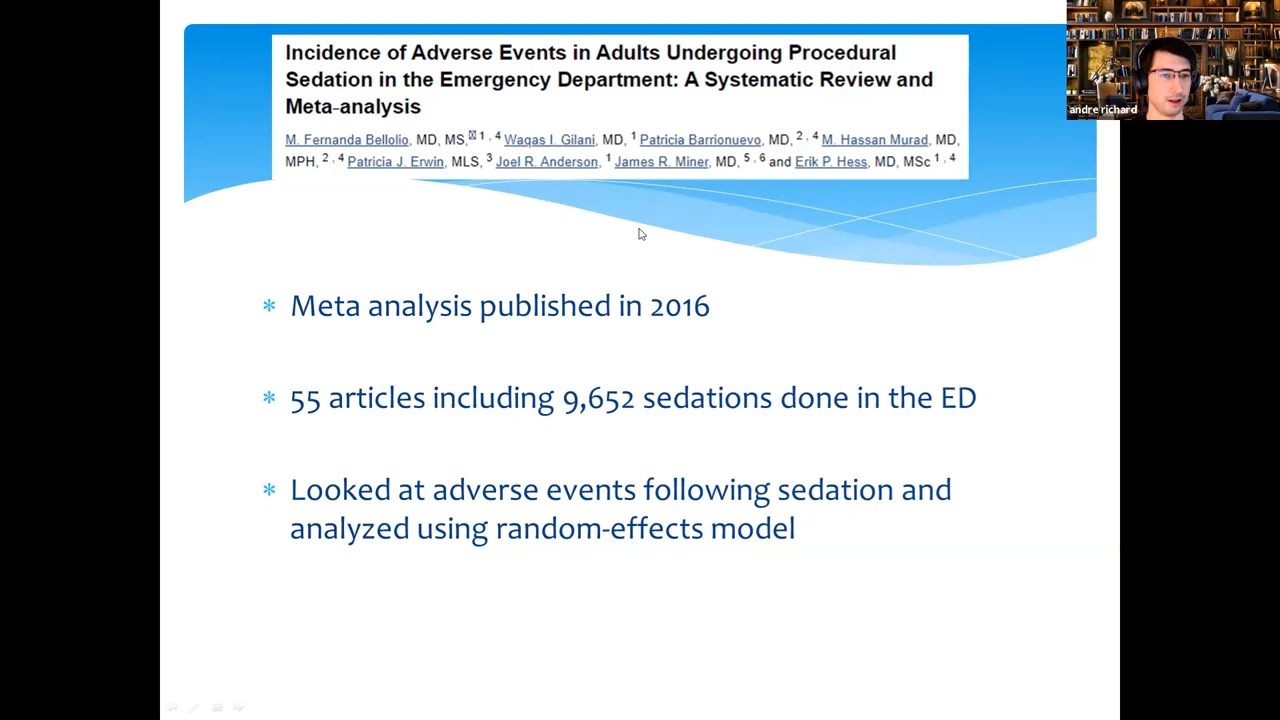 Incidence of Adverse Events in Adults Undergoing Procedural
Sedation in the Emergency Department: A Systematic Review and
Meta-analysis
M. Fernanda Bellolio, MD, MS, 1 , 4 Waqas I. Gilani, MD, 1 Patricia Barrionuevo, MD, 2 , 4 M. Hassan Murad, MD,
MPH, 2 , 4 Patricia J. Erwin, MLS, 3 Joel R. Anderson, 1 James R. Miner, MD, 5 , 6 and Erik P. Hess, MD, MSc 1 , 4
andre richard
* Meta analysis published in 2016
* 55 articles including 9,652 sedations done in the ED
* Looked at adverse events following sedation and
analyzed using random-effects model